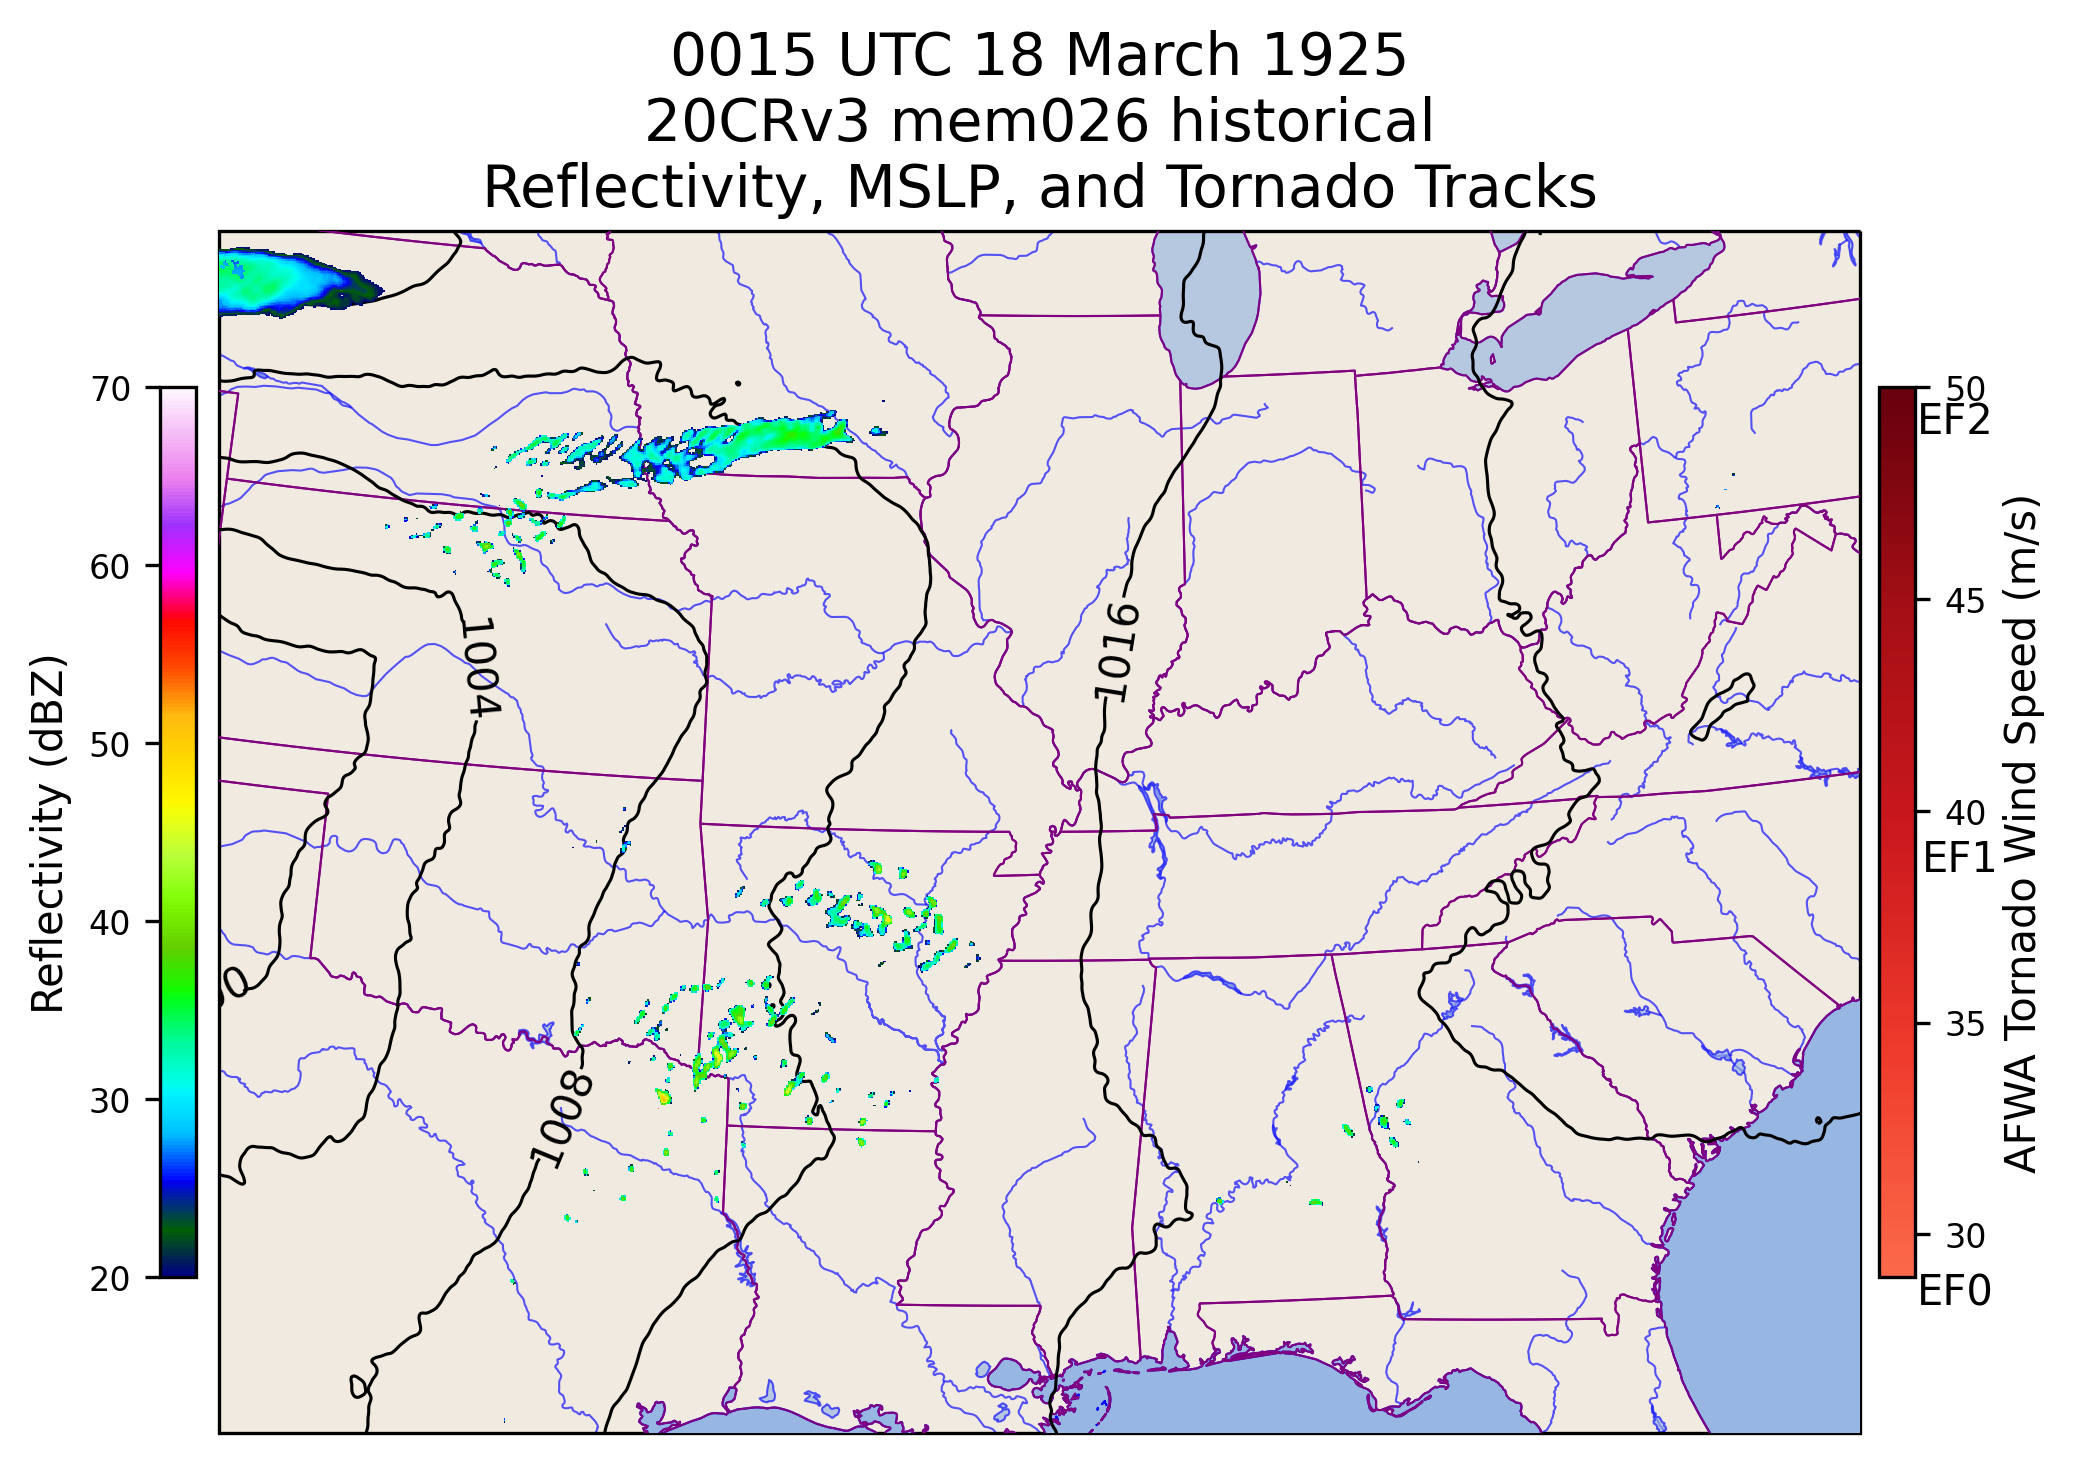 0015 UTC 18 March 1925
20CRv3 mem026 historical
Reflectivity, MSLP, and Tornado Tracks
70
60
50
40
30
20
Reflectivity (dBZ)
1004
1016
1008
50
EF2
45
40
EF1
35
30
EF0
AFWA Tornado Wind Speed (m/s)